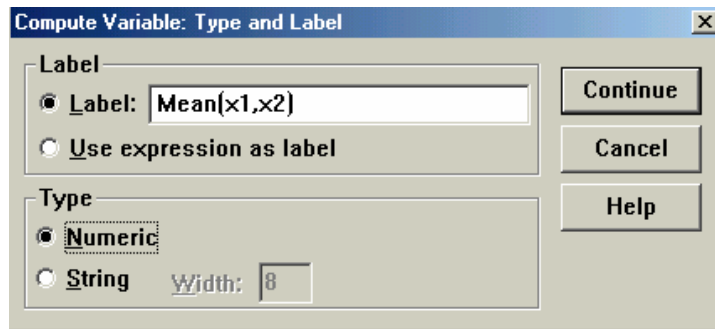 Compute Variable: Type and Label
Label
Label: Mean(x1,x2)
Use expression as label
Type
Numeric
String Width: 8
Continue
Cancel
Help